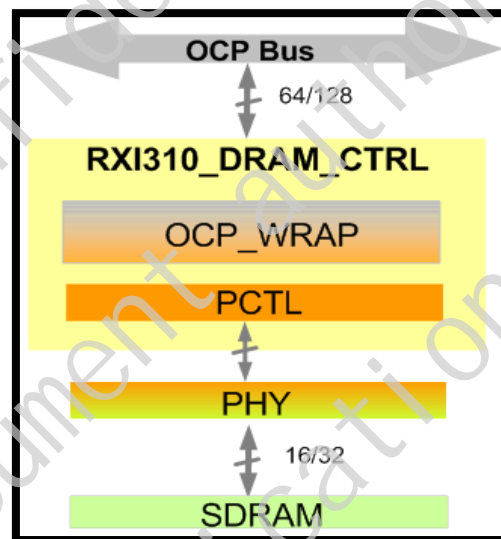 OCP Bus
64/128
RXI310_DRAM_CTRL
OCP_WRAP
PCTL
PHY
16/32
SDRAM